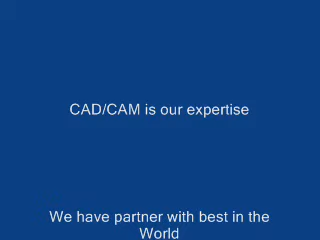 CAD/CAM is our expertise
We have partner with best in the
World